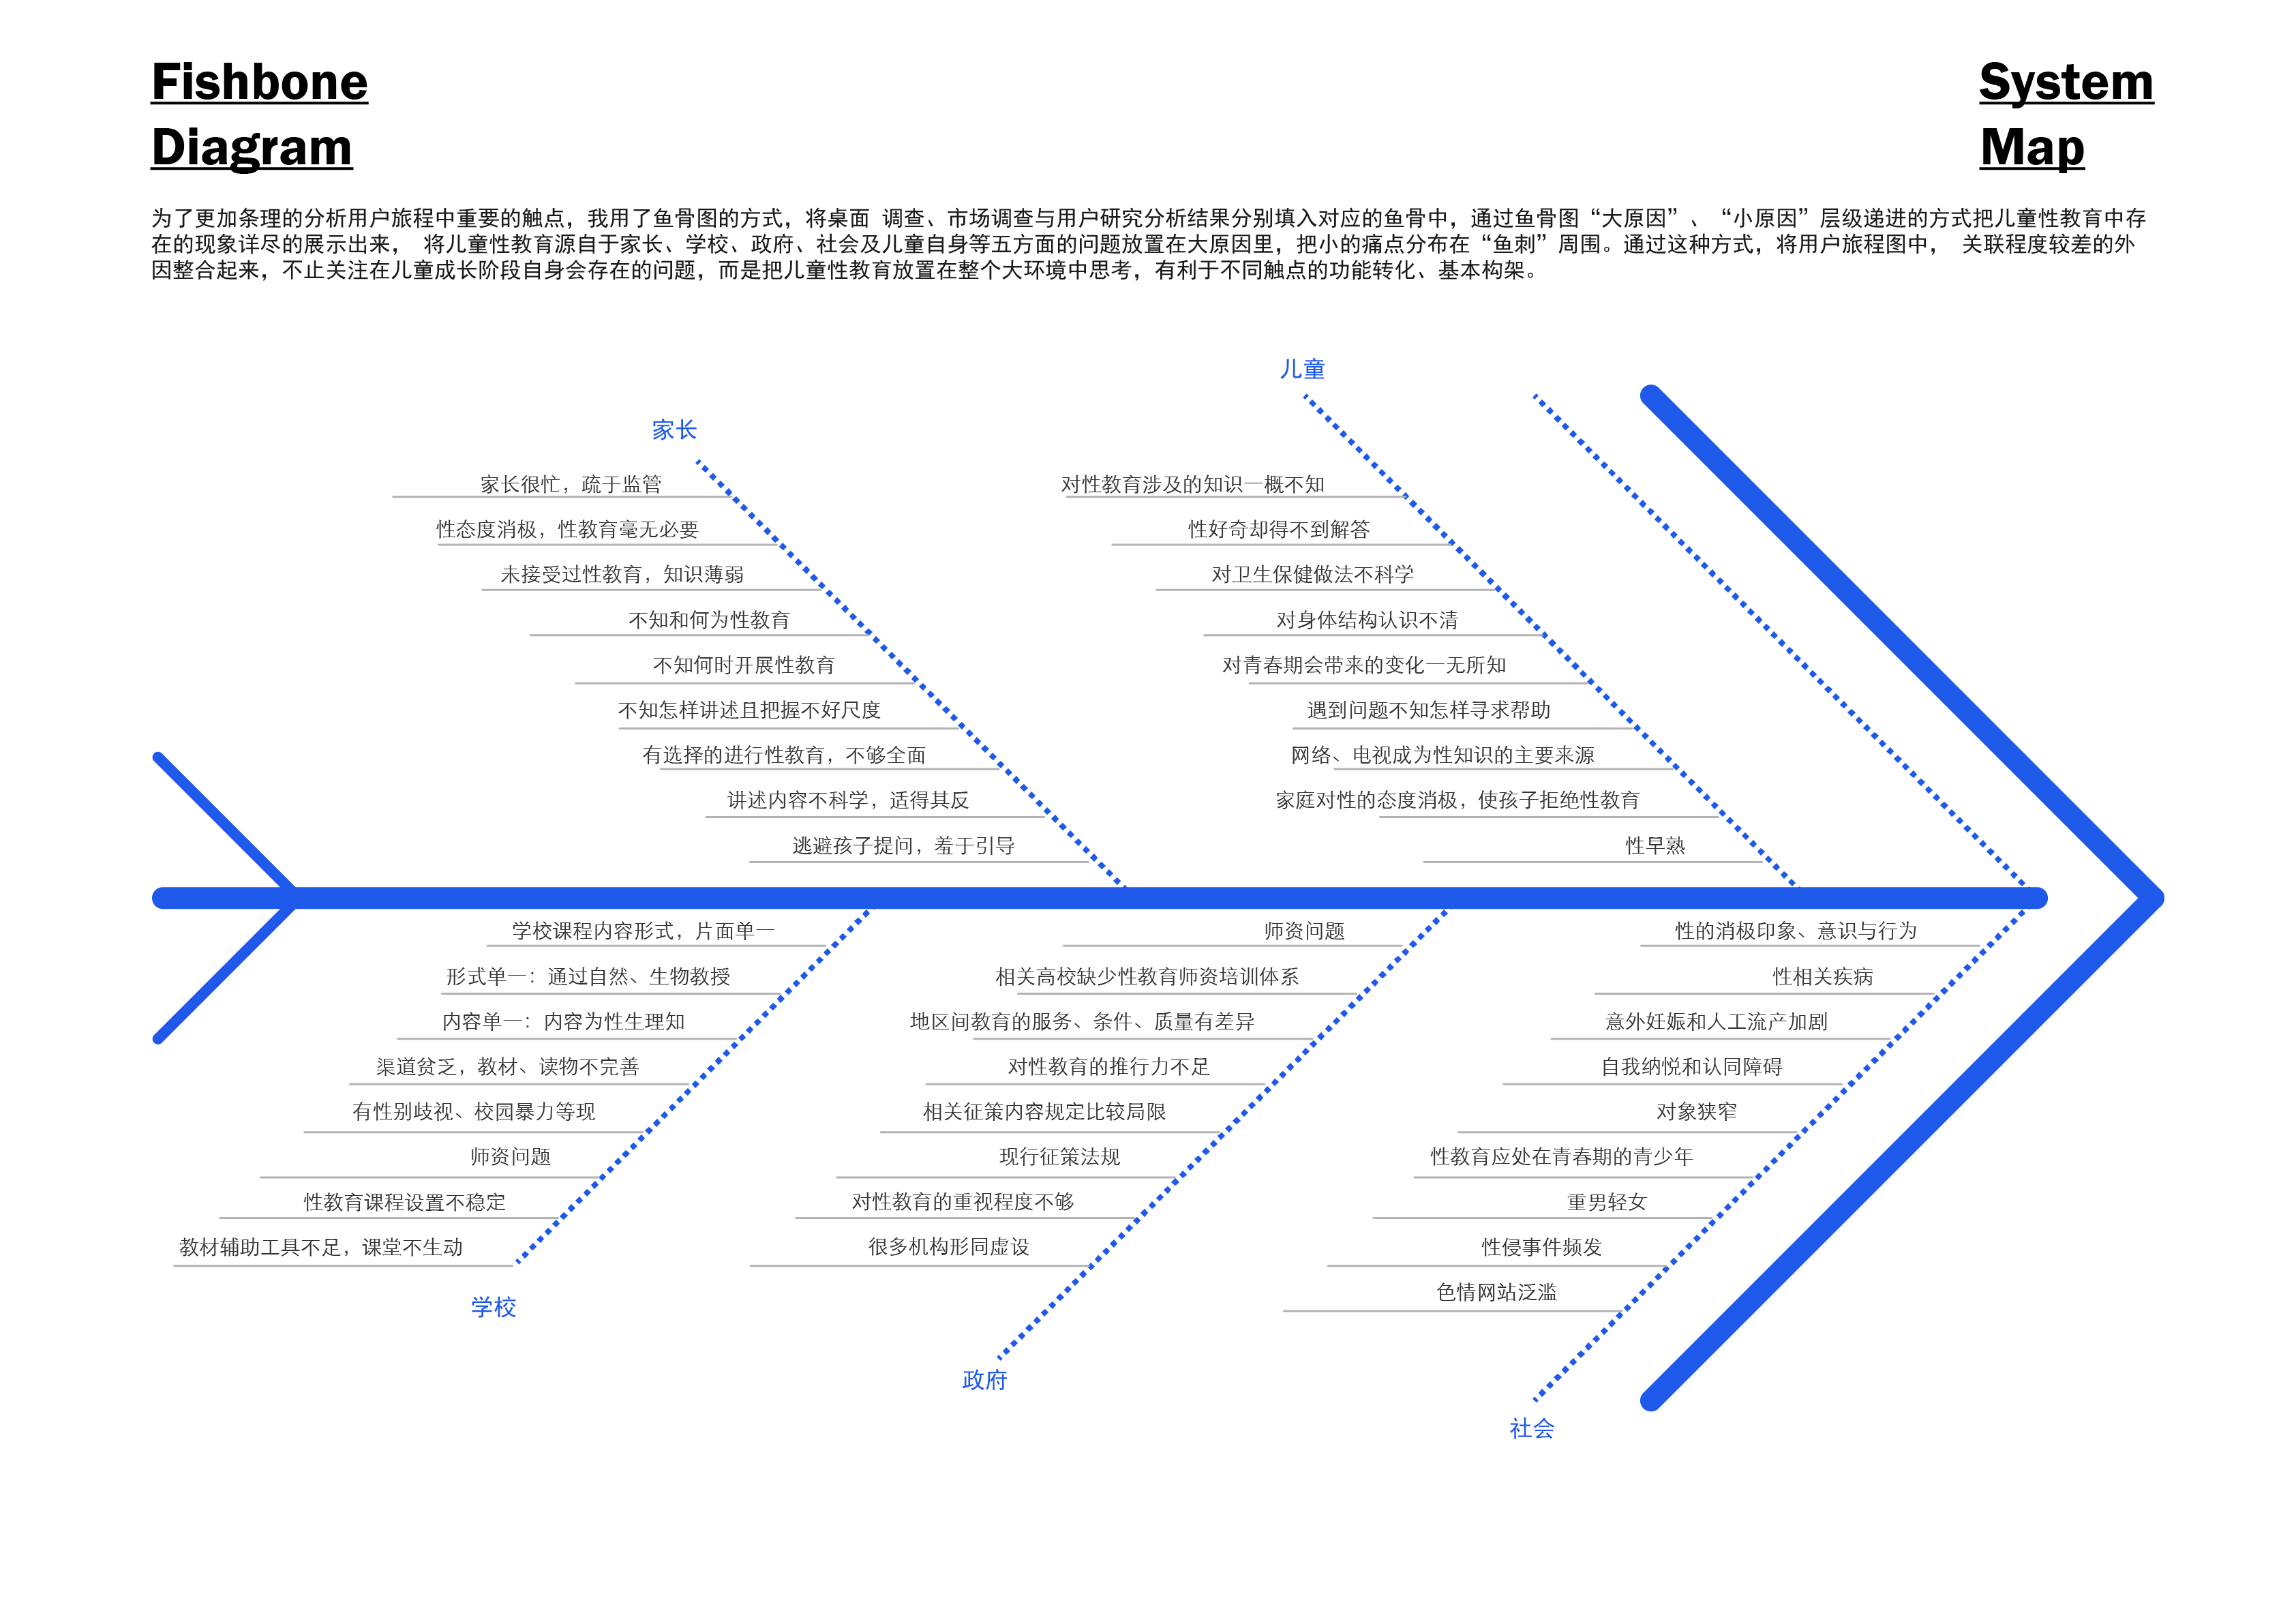 Fishbone
Diagram
System
Map
为了更加条理的分析用户旅程中重要的触点，我用了鱼骨图的方式，将桌面 调查、市场调查与用户研究分析结果分别填入对应的鱼骨中，通过鱼骨图“大原因”、“小原因”层级递进的方式把儿童性教育中存
在的现象详尽的展示出来， 将儿童性教育源自于家长、学校、政府、社会及儿童自身等五方面的问题放置在大原因里，把小的痛点分布在“鱼刺”周围。通过这种方式，将用户旅程图中， 关联程度较差的外
因整合起来，不止关注在儿童成长阶段自身会存在的问题，而是把儿童性教育放置在整个大环境中思考，有利于不同触点的功能转化、基本构架。
家长
家长很忙，疏于监管
性态度消极，性教育毫无必要
未接受过性教育，知识薄弱
不知和何为性教育
不知何时开展性教育
不知怎样讲述且把握不好尺度
有选择的进行性教育，不够全面
讲述内容不科学，适得其反
逃避孩子提问，羞于引导
儿童
对性教育涉及的知识一概不知
性好奇却得不到解答
对卫生保健做法不科学
对身体结构认识不清
对青春期会带来的变化一无所知
遇到问题不知怎样寻求帮助
网络、电视成为性知识的主要来源
家庭对性的态度消极，使孩子拒绝性教育
性早熟
学校课程内容形式，片面单一
形式单一：通过自然、生物教授
内容单一：内容为性生理知
渠道贫乏，教材、读物不完善
有性别歧视、校园暴力等现
师资问题
性教育课程设置不稳定
教材辅助工具不足，课堂不生动
学校
师资问题
相关高校缺少性教育师资培训体系
地区间教育的服务、条件、质量有差异
对性教育的推行力不足
相关征策内容规定比较局限
现行征策法规
对性教育的重视程度不够
很多机构形同虚设
政府
性的消极印象、意识与行为
性相关疾病
意外妊娠和人工流产加剧
自我纳悦和认同障碍
对象狭窄
性教育应处在青春期的青少年
重男轻女
性侵事件频发
色情网站泛滥
社会